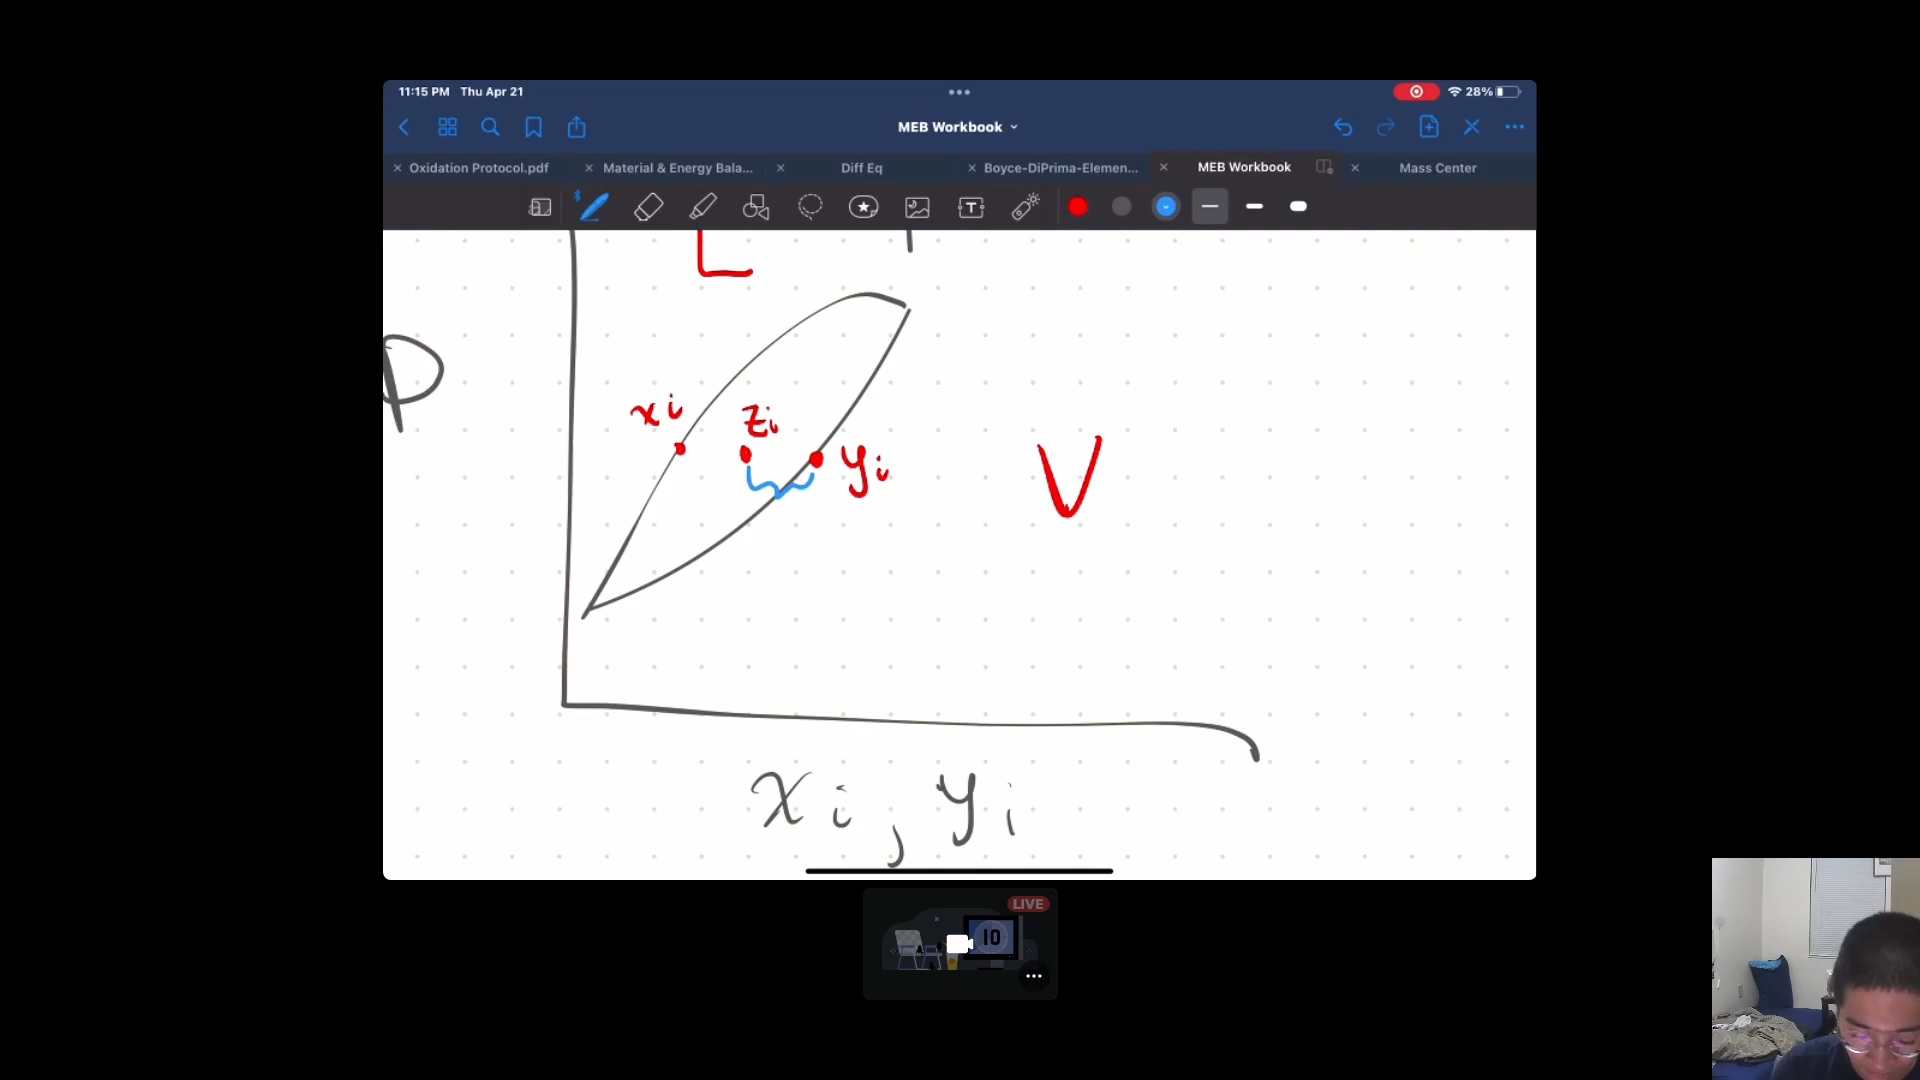 11:15 PM Thu Apr 21
28%
MEB Workbook
Oxidation Protocol.pdf
Material & Energy Bala...
Diff Eq
Boyce-DiPrima-Elemen...
MEB Workbook
Mass Center
T
L
P
xi
zi
yi
V
xi, yi
LIVE
10